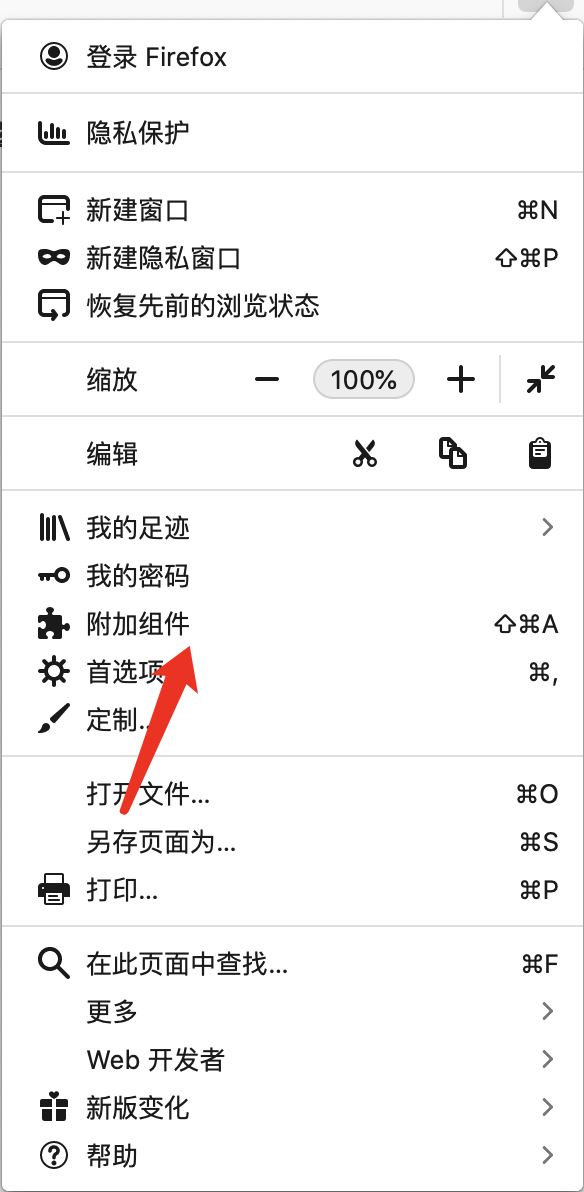 登录 Firefox
隐私保护
新建窗口 ⌘N
新建隐私窗口 ⇧⌘P
恢复先前的浏览状态
缩放 100%
编辑
我的足迹
我的密码
附加组件 ⇧⌘A
首选项 ⌘,
定制...
打开文件... ⌘O
另存页面为... ⌘S
打印... ⌘P
在此页面中查找... ⌘F
更多
Web 开发者
新版变化
帮助